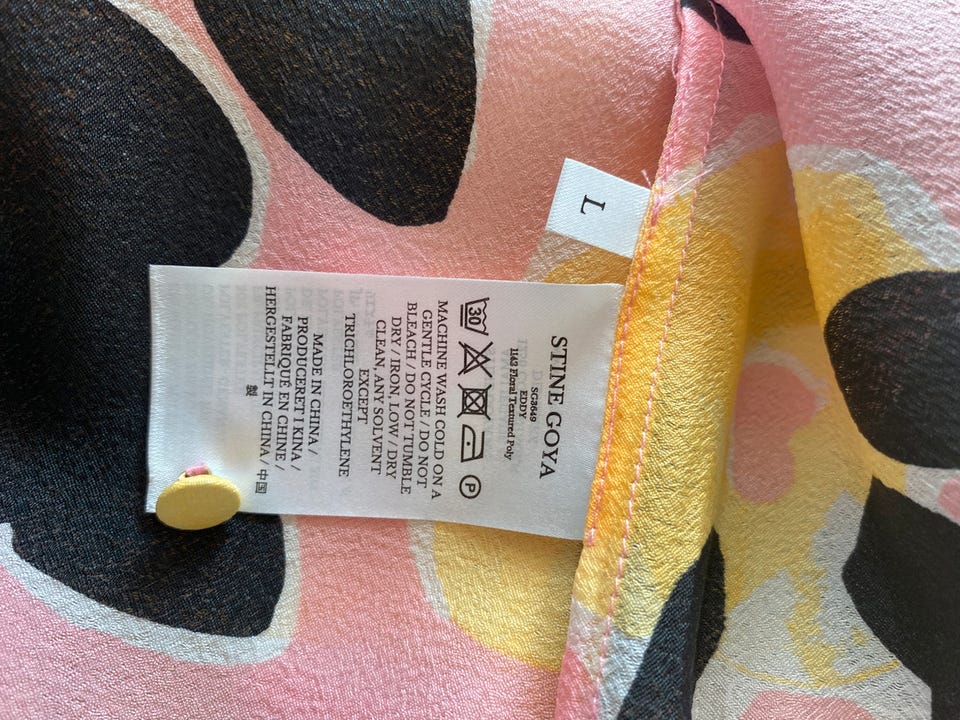 L
STINE GOYA
SG3649
EDDY
1143 Floral Textured Poly
30
P
MACHINE WASH COLD ON A
GENTLE CYCLE / DO NOT
BLEACH / DO NOT TUMBLE
DRY / IRON, LOW / DRY
CLEAN, ANY SOLVENT
EXCEPT
TRICHLOROETHYLENE
MADE IN CHINA /
PRODUCERET I KINA /
FABRIQUÉ EN CHINE /
HERGESTELLT IN CHINA / 中国
製